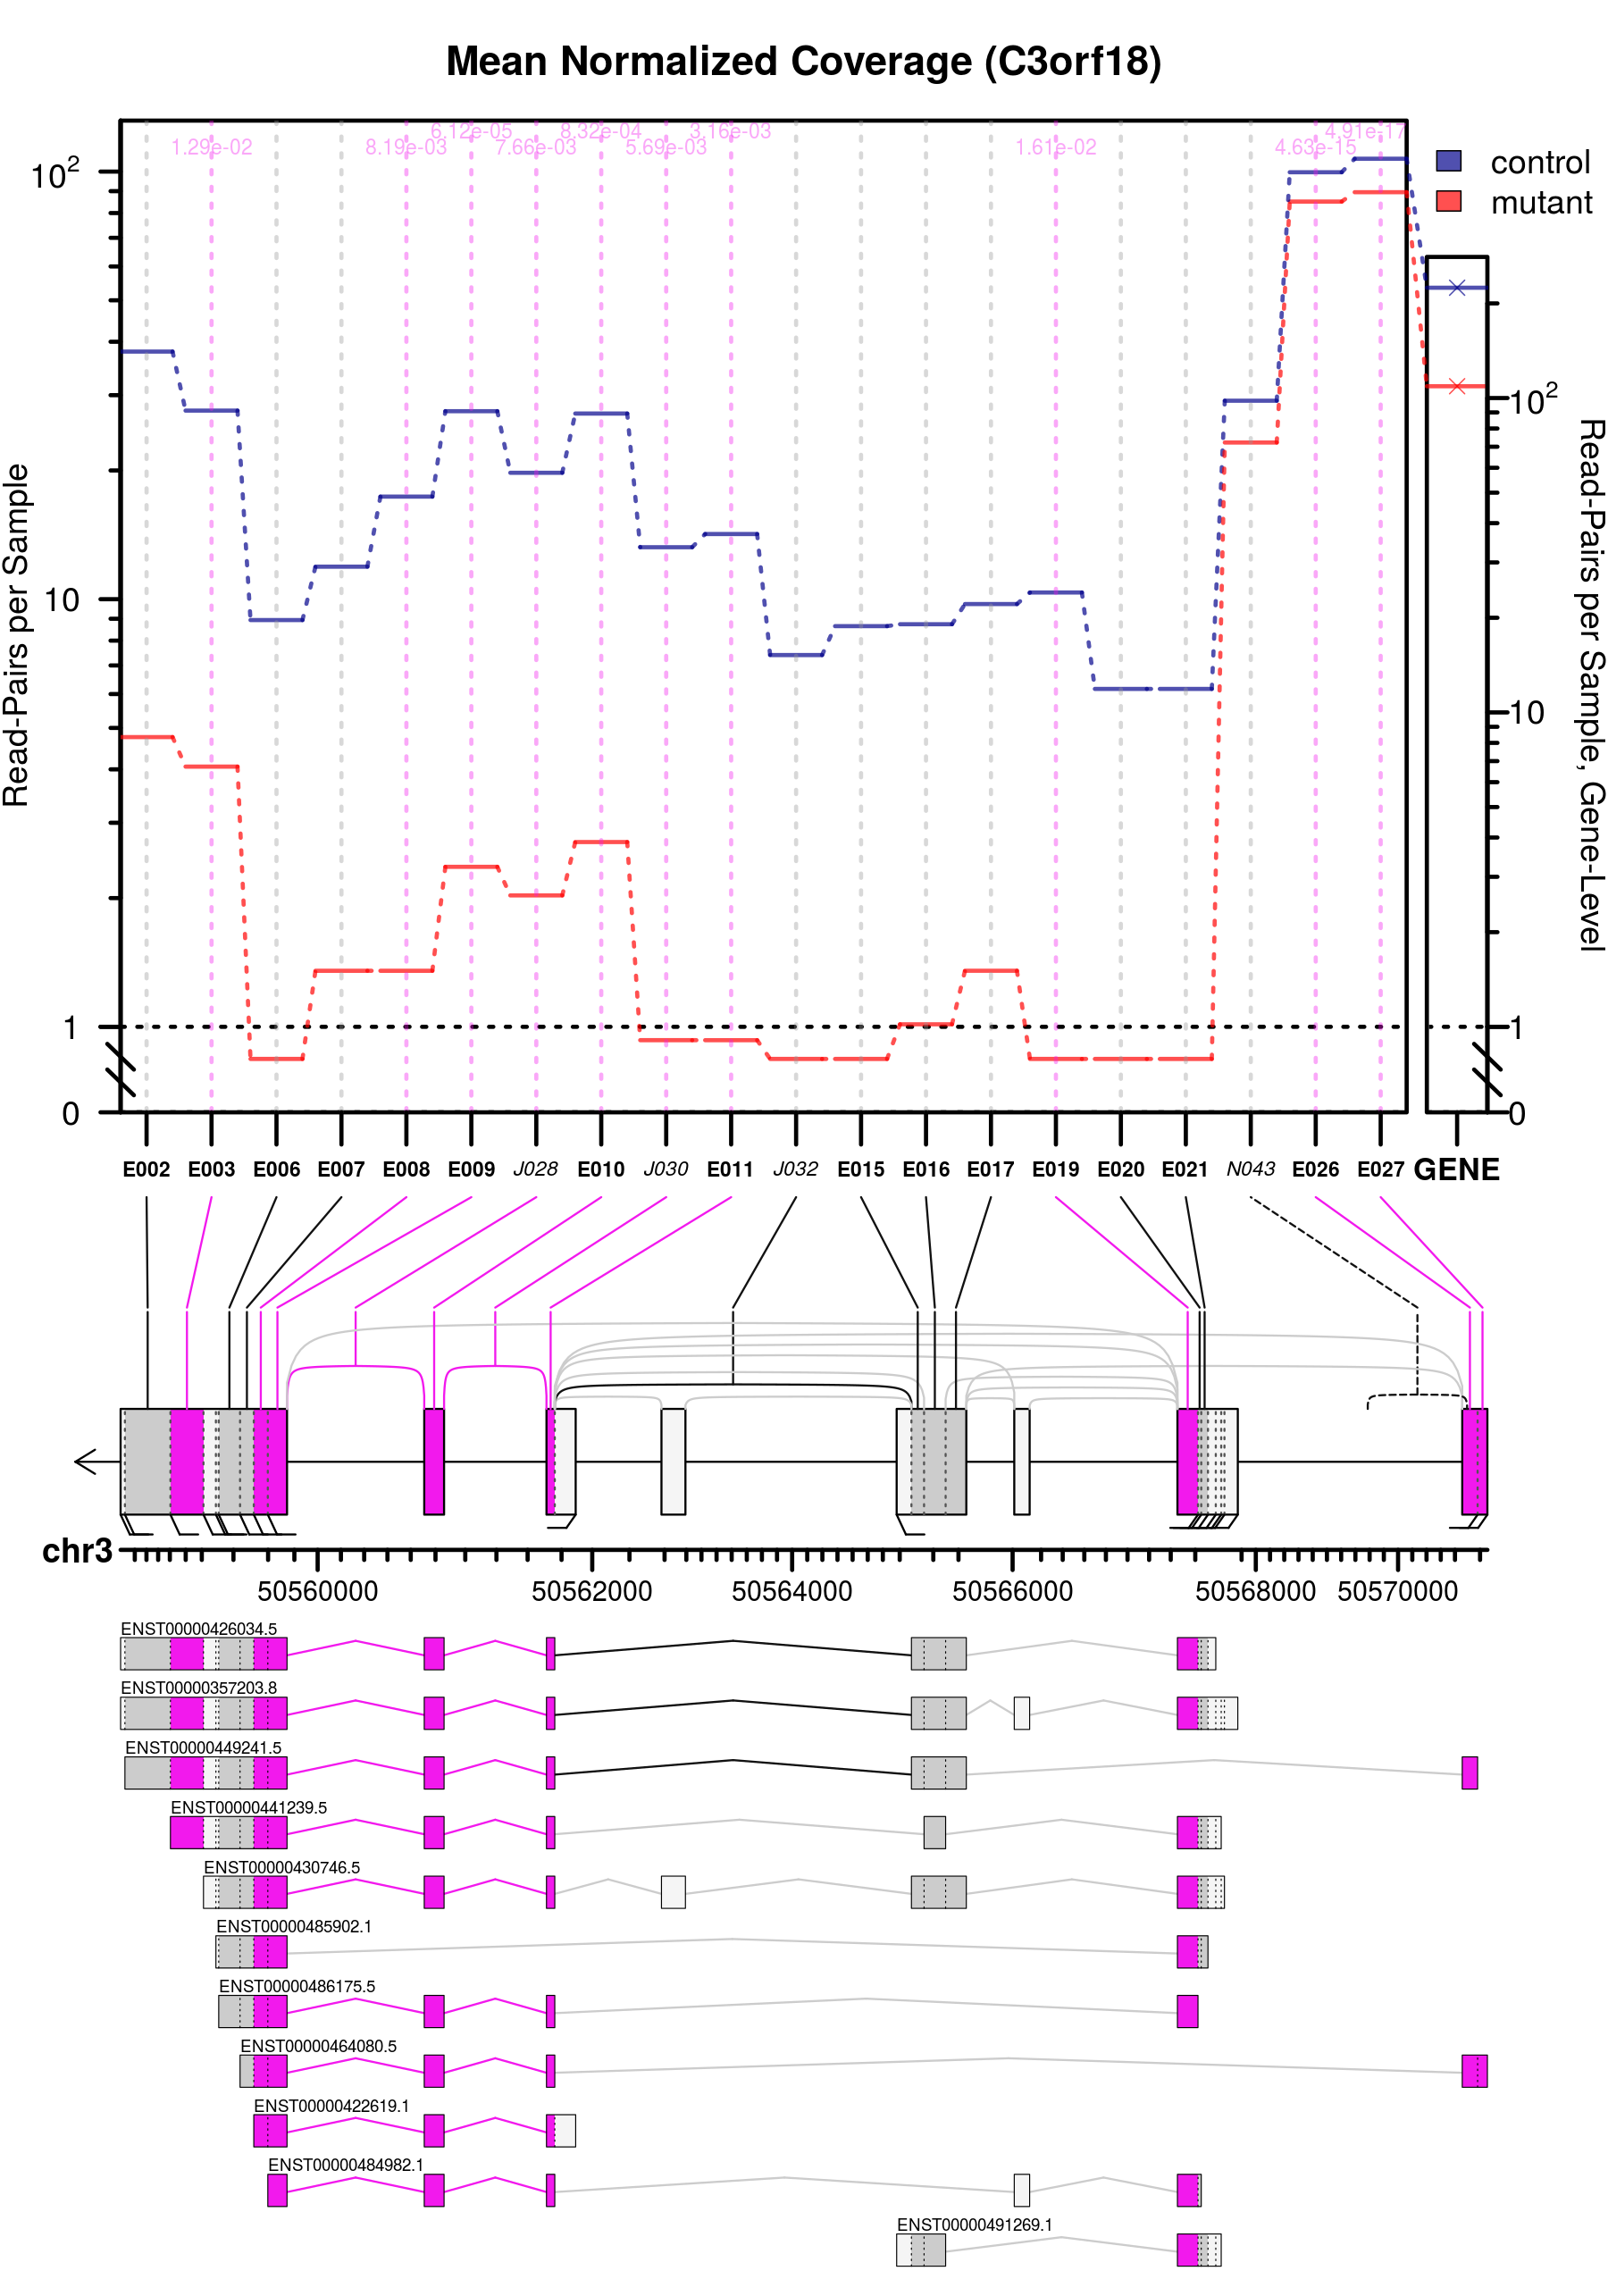 Mean Normalized Coverage (C3orf18)
6.12e-05 8.32e-04 3.16e-03 4.91e-17
1.29e-02 8.19e-03 7.66e-03 5.69e-03 1.61e-02 4.63e-15
control
mutant
10²
10
1
0
Read-Pairs per Sample
10²
10
1
0
Read-Pairs per Sample, Gene-Level
E002 E003 E006 E007 E008 E009 J028 E010 J030 E011 J032 E015 E016 E017 E019 E020 E021 N043 E026 E027 GENE
chr3
50560000 50562000 50564000 50566000 50568000 50570000
ENST00000426034.5
ENST00000357203.8
ENST00000449241.5
ENST00000441239.5
ENST00000430746.5
ENST00000485902.1
ENST00000486175.5
ENST00000464080.5
ENST00000422619.1
ENST00000484982.1
ENST00000491269.1